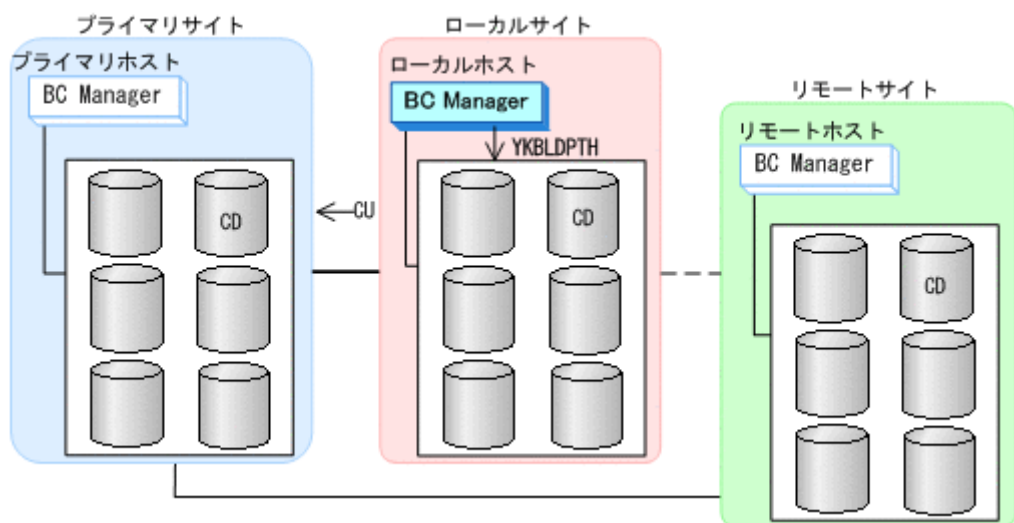 プライマリサイト
プライマリホスト
BC Manager
CD
CU
ローカルサイト
ローカルホスト
BC Manager
YKBLDPTH
CD
リモートサイト
リモートホスト
BC Manager
CD